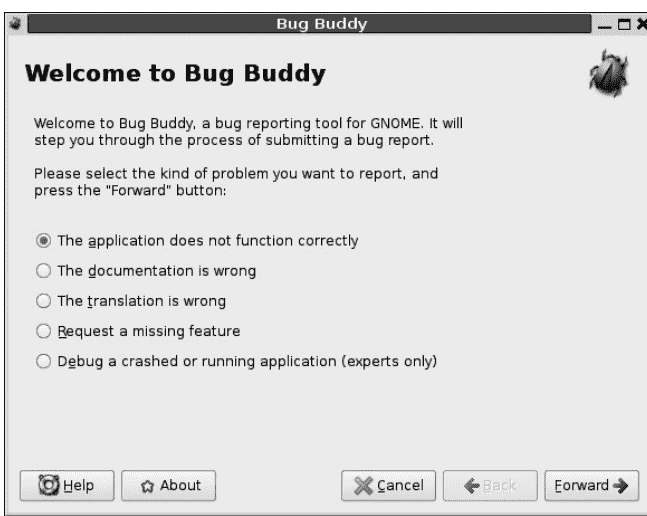 Bug Buddy
Welcome to Bug Buddy
Welcome to Bug Buddy, a bug reporting tool for GNOME. It will
step you through the process of submitting a bug report.
Please select the kind of problem you want to report, and
press the "Forward" button:
The application does not function correctly
The documentation is wrong
The translation is wrong
Request a missing feature
Debug a crashed or running application (experts only)
Help
About
Cancel
Back
Forward